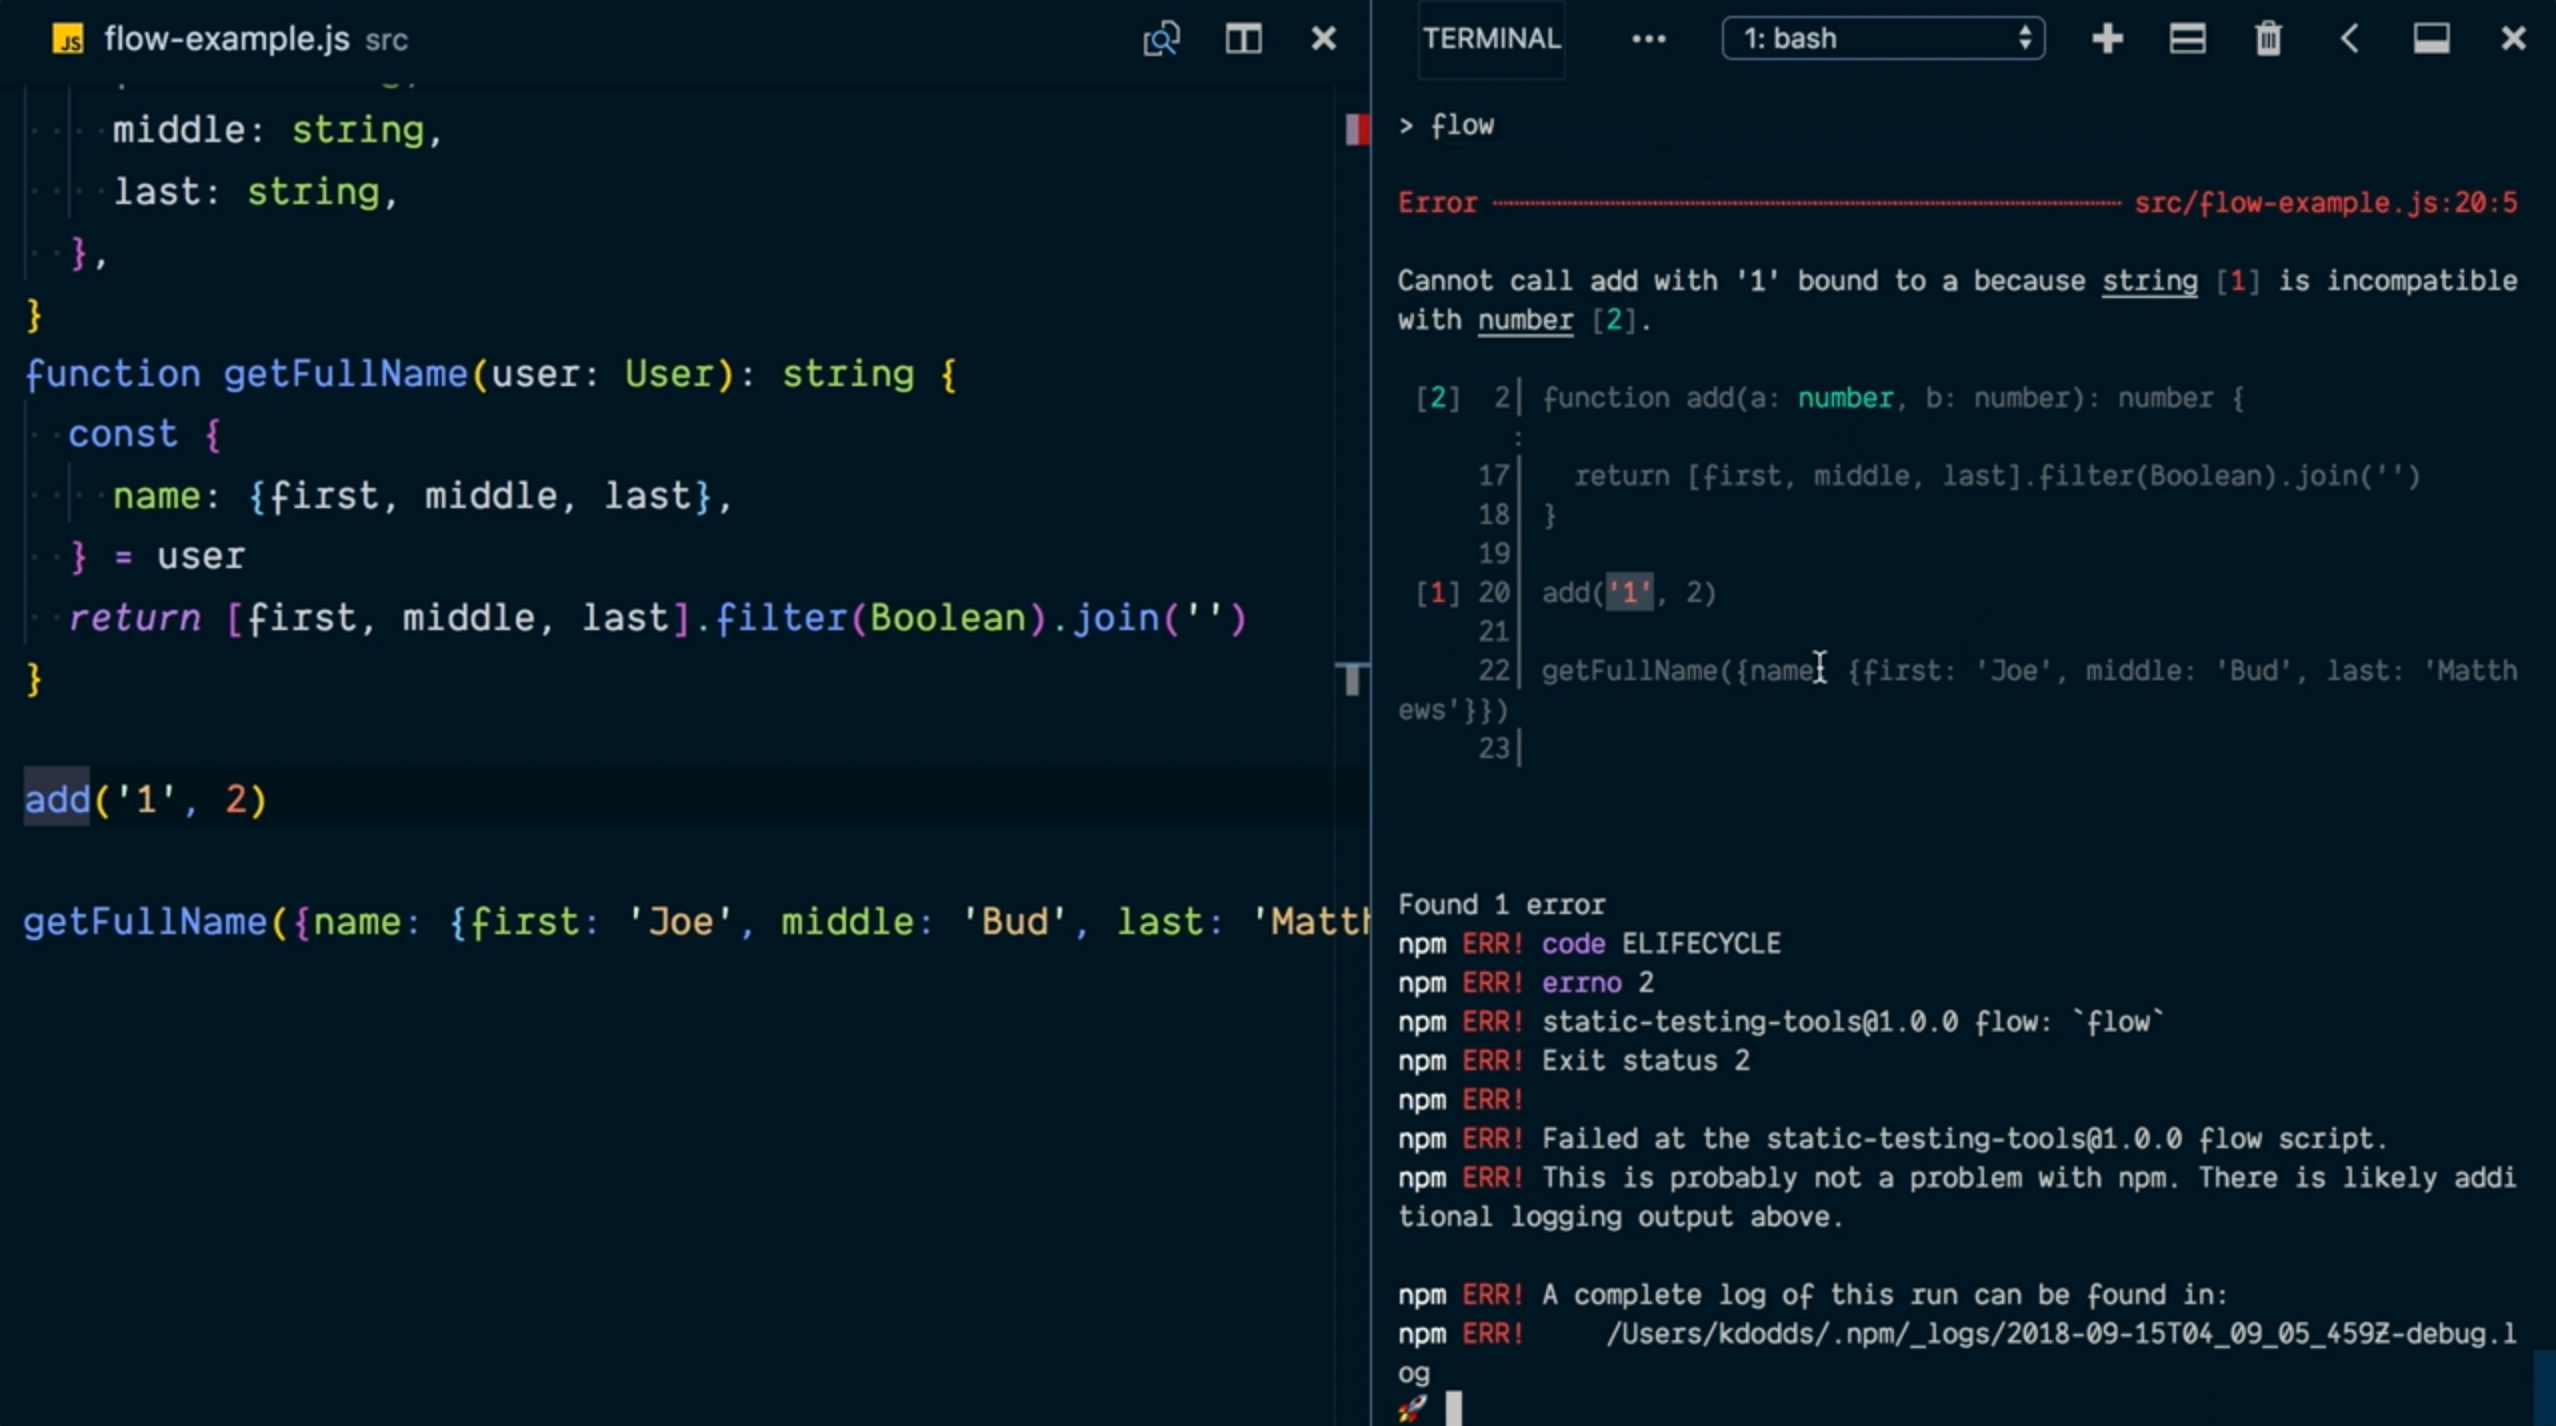 JS flow-example.js src
middle: string,
last: string,
},
}
function getFullName(user: User): string {
const {
name: {first, middle, last},
} = user
return [first, middle, last].filter(Boolean).join('')
}
add('1', 2)
getFullName({name: {first: 'Joe', middle: 'Bud', last: 'Matth
TERMINAL ••• 1: bash
> flow
Error src/flow-example.js:20:5
Cannot call add with '1' bound to a because string [1] is incompatible
with number [2].
[2] 2│ function add(a: number, b: number): number {
:
17│ return [first, middle, last].filter(Boolean).join('')
18│ }
19│
[1] 20│ add('1', 2)
21│
22│ getFullName({name: {first: 'Joe', middle: 'Bud', last: 'Matth
ews'}})
23│
Found 1 error
npm ERR! code ELIFECYCLE
npm ERR! errno 2
npm ERR! static-testing-tools@1.0.0 flow: `flow`
npm ERR! Exit status 2
npm ERR!
npm ERR! Failed at the static-testing-tools@1.0.0 flow script.
npm ERR! This is probably not a problem with npm. There is likely addi
tional logging output above.
npm ERR! A complete log of this run can be found in:
npm ERR! /Users/kdodds/.npm/_logs/2018-09-15T04_09_05_459Z-debug.l
og